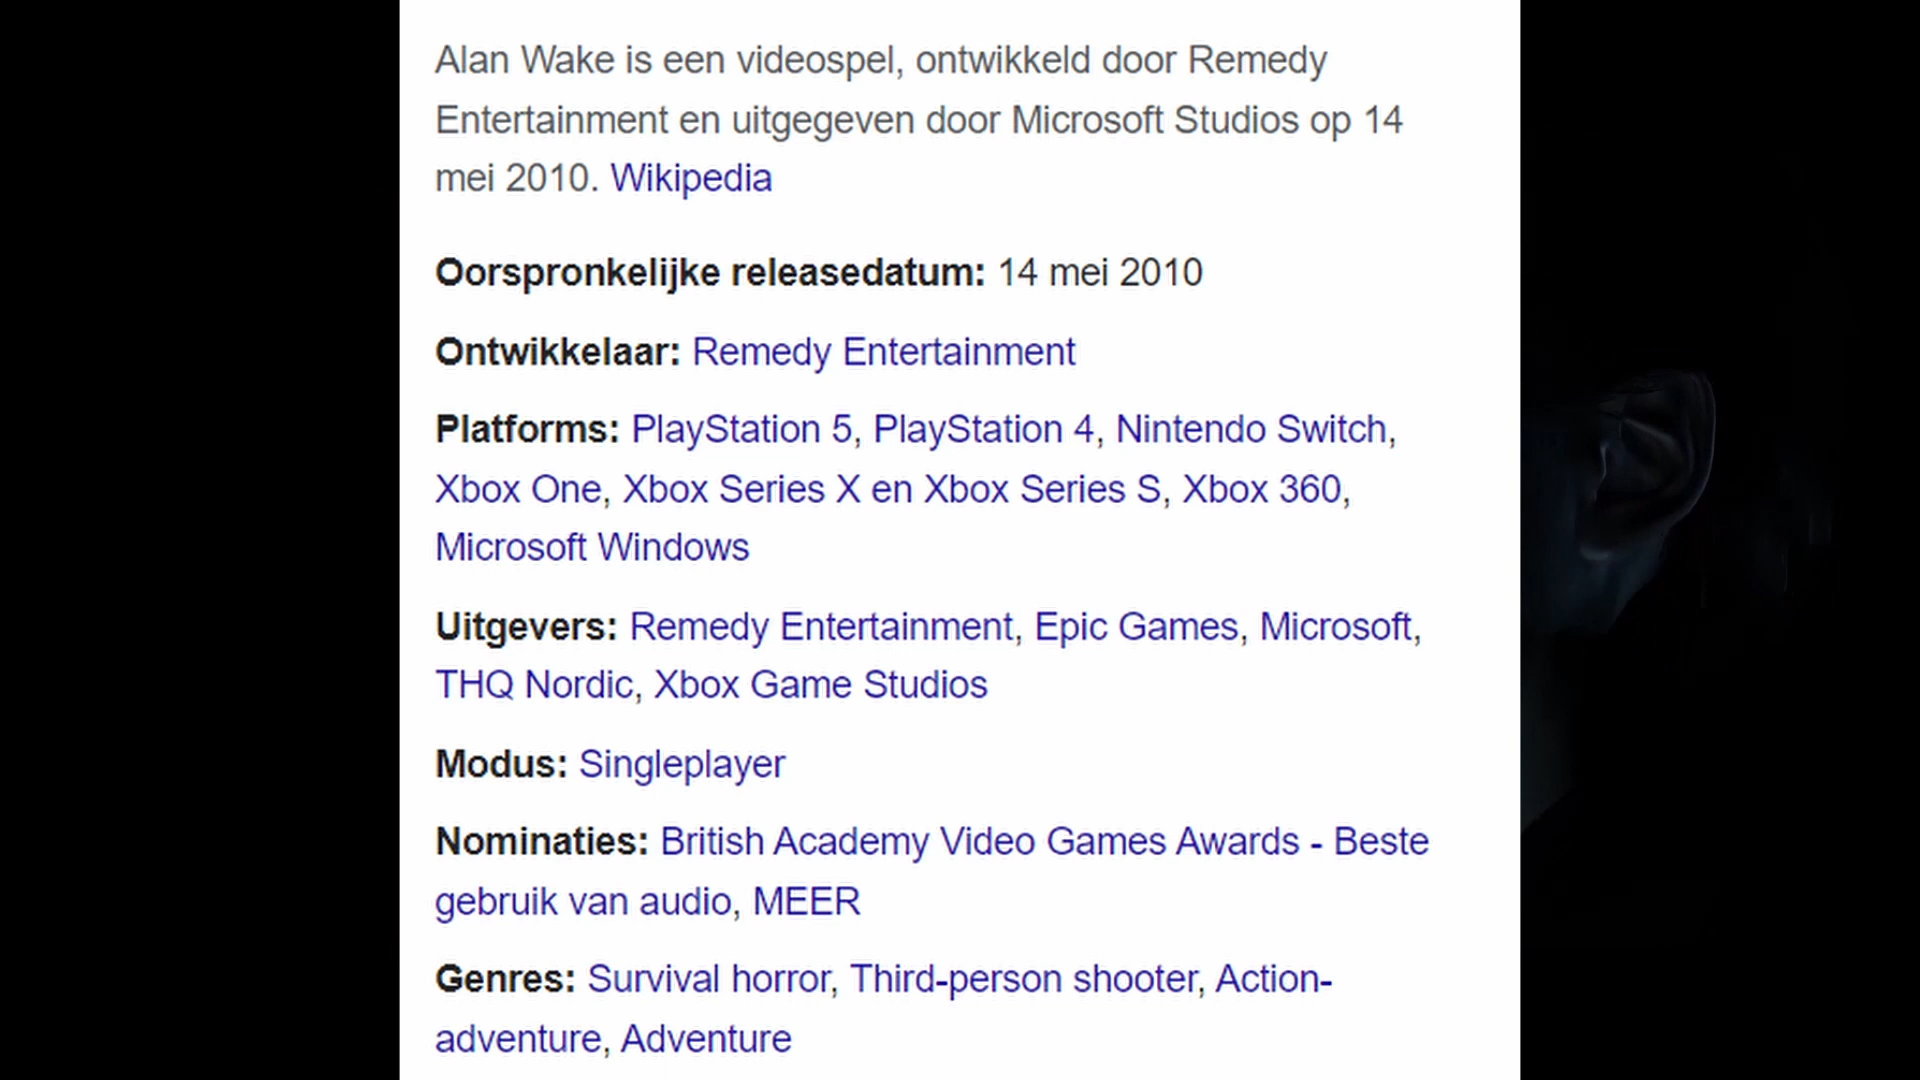 Alan Wake is een videospel, ontwikkeld door Remedy
Entertainment en uitgegeven door Microsoft Studios op 14
mei 2010. Wikipedia
Oorspronkelijke releasedatum: 14 mei 2010
Ontwikkelaar: Remedy Entertainment
Platforms: PlayStation 5, PlayStation 4, Nintendo Switch,
Xbox One, Xbox Series X en Xbox Series S, Xbox 360,
Microsoft Windows
Uitgevers: Remedy Entertainment, Epic Games, Microsoft,
THQ Nordic, Xbox Game Studios
Modus: Singleplayer
Nominaties: British Academy Video Games Awards - Beste
gebruik van audio, MEER
Genres: Survival horror, Third-person shooter, Action-
adventure, Adventure